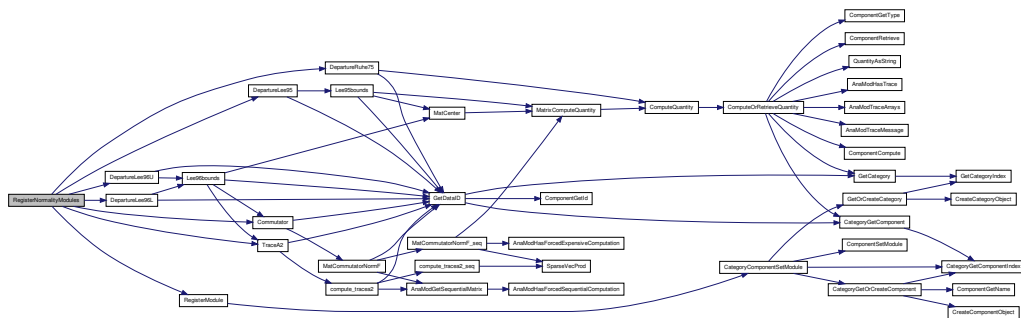 RegisterNormalityModules
DepartureRuhe75
DepartureLee95
Lee95bounds
DepartureLee96U
DepartureLee96L
Lee96bounds
Commutator
TraceA2
RegisterModule
MatCommutatorNormF
compute_tracea2
MatCenter
GetDataID
MatCommutatorNormF_seq
compute_tracea2_seq
AnaModGetSequentialMatrix
MatrixComputeQuantity
ComponentGetId
AnaModHasForcedExpensiveComputation
SparseVecProd
AnaModHasForcedSequentialComputation
ComputeQuantity
ComputeOrRetrieveQuantity
CategoryComponentSetModule
ComponentGetType
ComponentRetrieve
QuantityAsString
AnaModHasTrace
AnaModTraceArrays
AnaModTraceMessage
ComponentCompute
GetCategory
GetOrCreateCategory
CategoryGetComponent
ComponentSetModule
CategoryGetOrCreateComponent
GetCategoryIndex
CreateCategoryObject
CategoryGetComponentIndex
ComponentGetName
CreateComponentObject